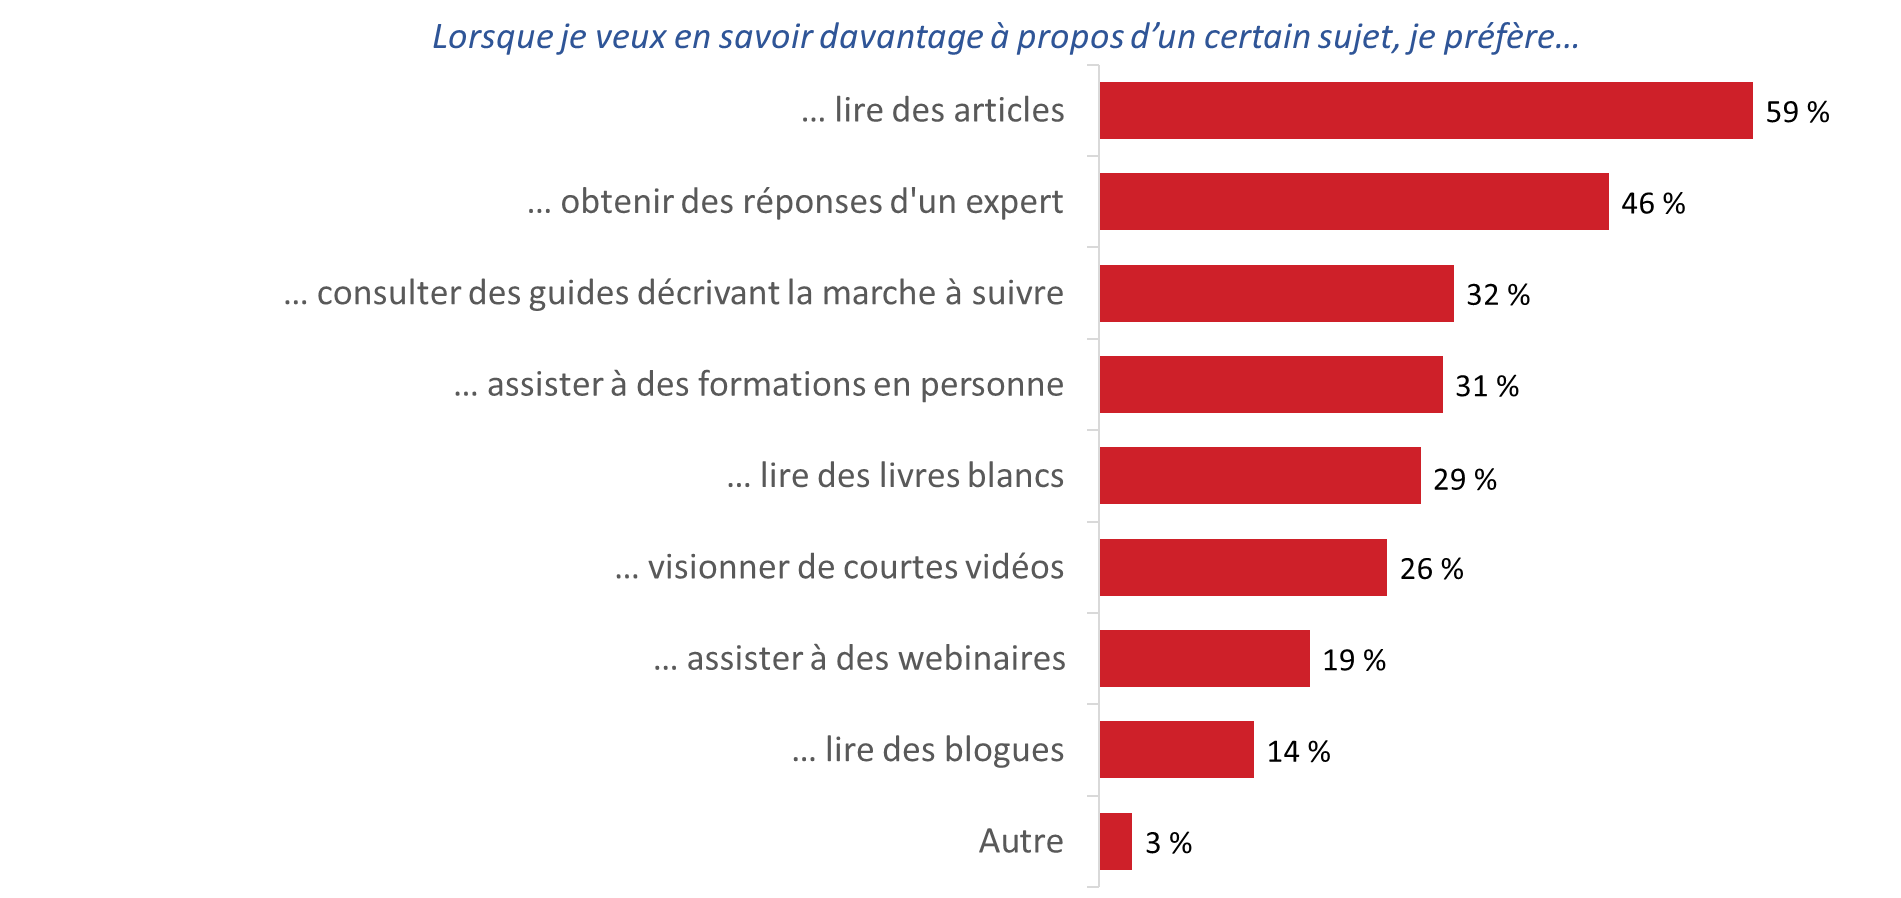 Lorsque je veux en savoir davantage à propos d’un certain sujet, je préfère…
… lire des articles 59 %
… obtenir des réponses d'un expert 46 %
… consulter des guides décrivant la marche à suivre 32 %
… assister à des formations en personne 31 %
… lire des livres blancs 29 %
… visionner de courtes vidéos 26 %
… assister à des webinaires 19 %
… lire des blogues 14 %
Autre 3 %